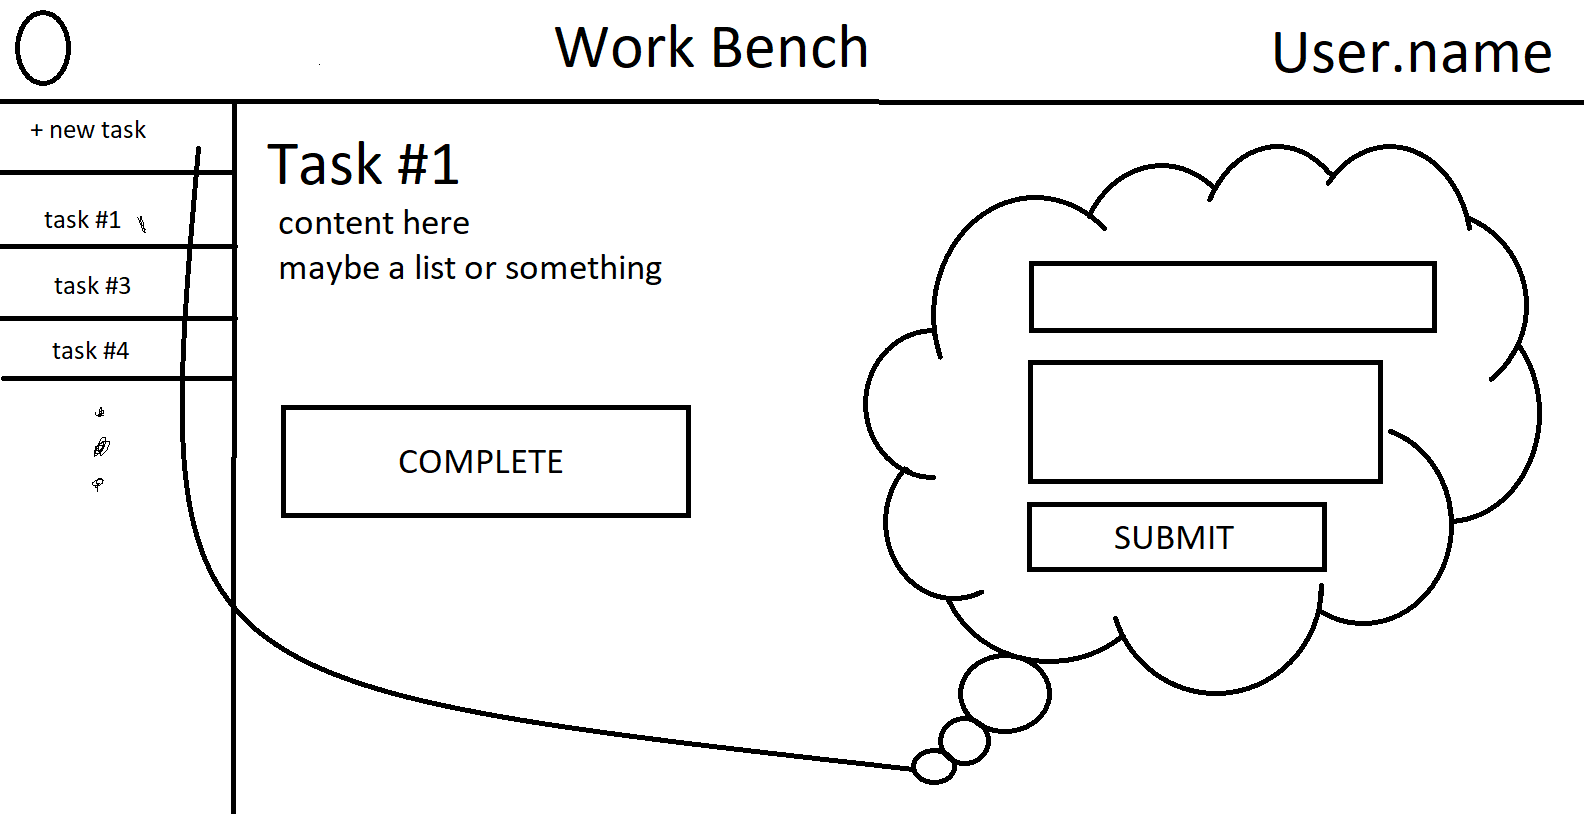 Work Bench
User.name
+ new task
task #1
task #3
task #4
Task #1
content here
maybe a list or something
COMPLETE
SUBMIT